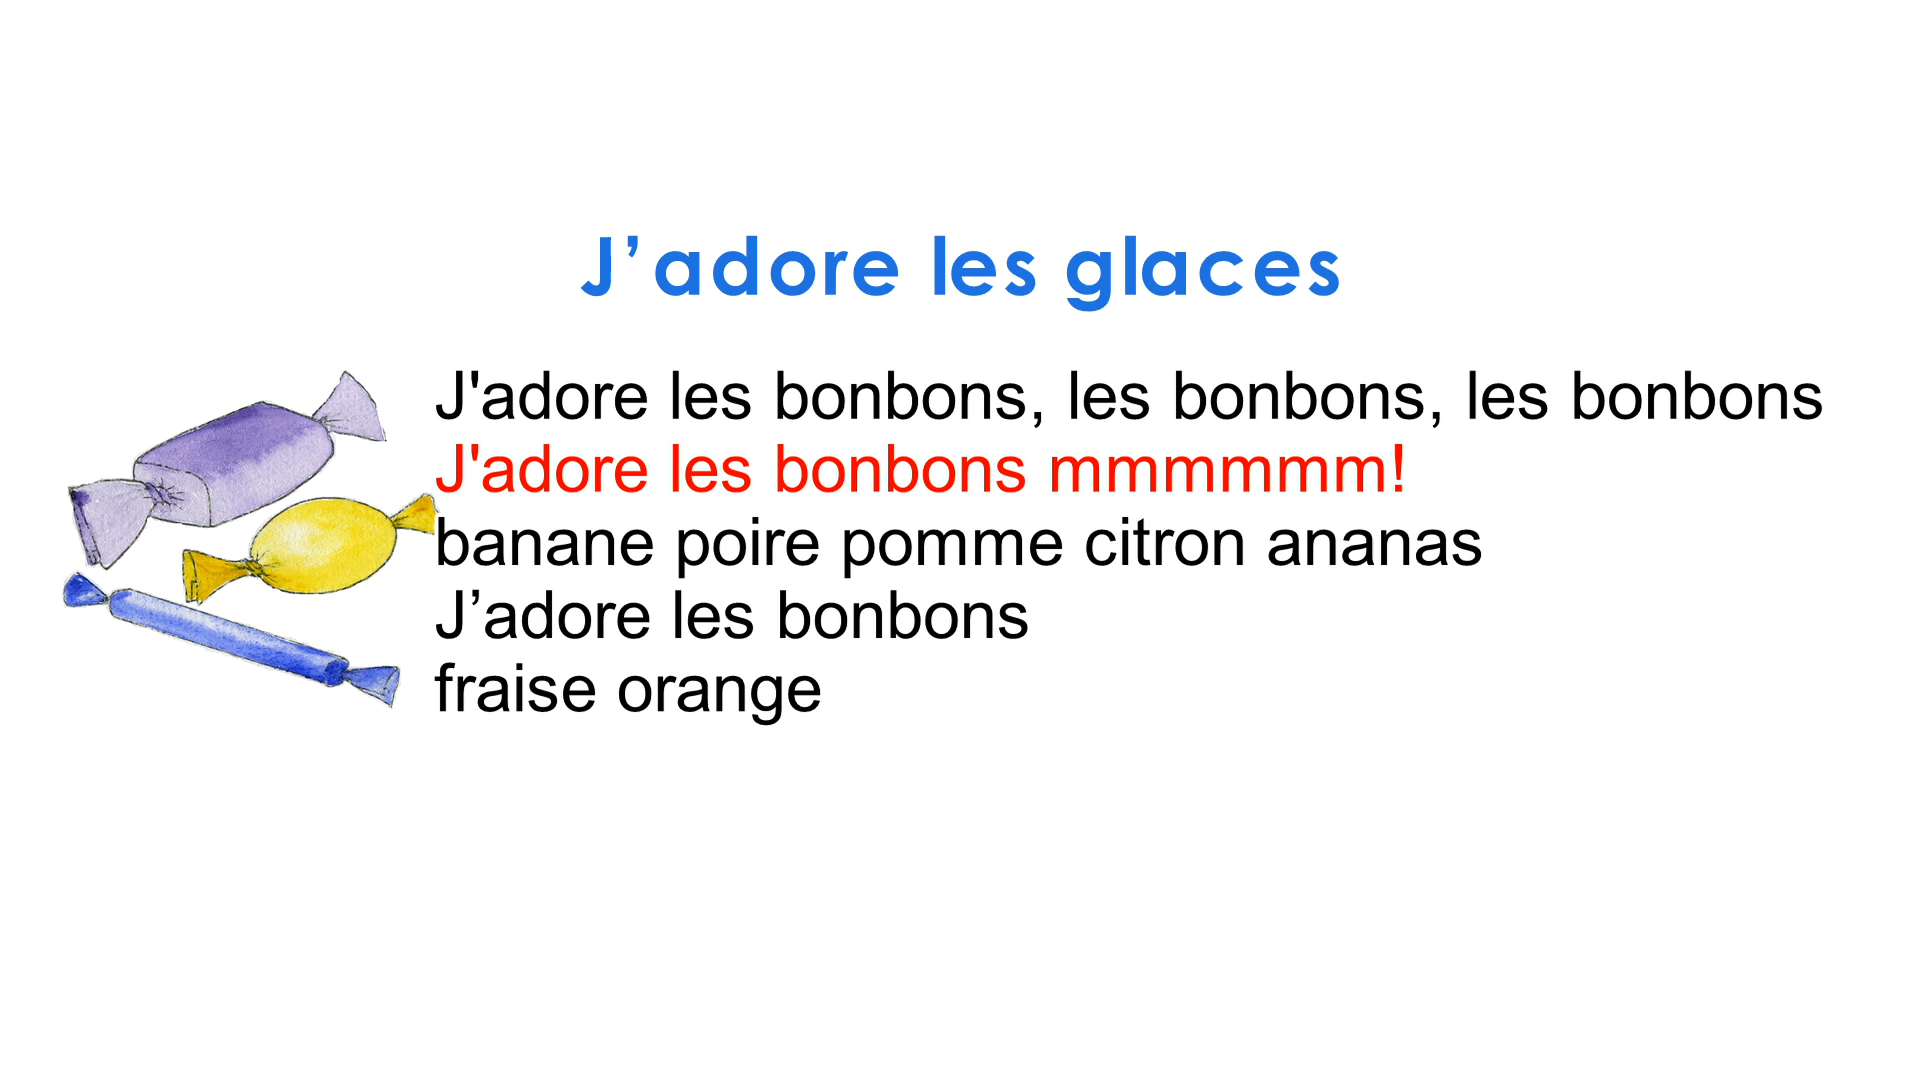 J’adore les glaces
J'adore les bonbons, les bonbons, les bonbons
J'adore les bonbons mmmmmm!
banane poire pomme citron ananas
J’adore les bonbons
fraise orange